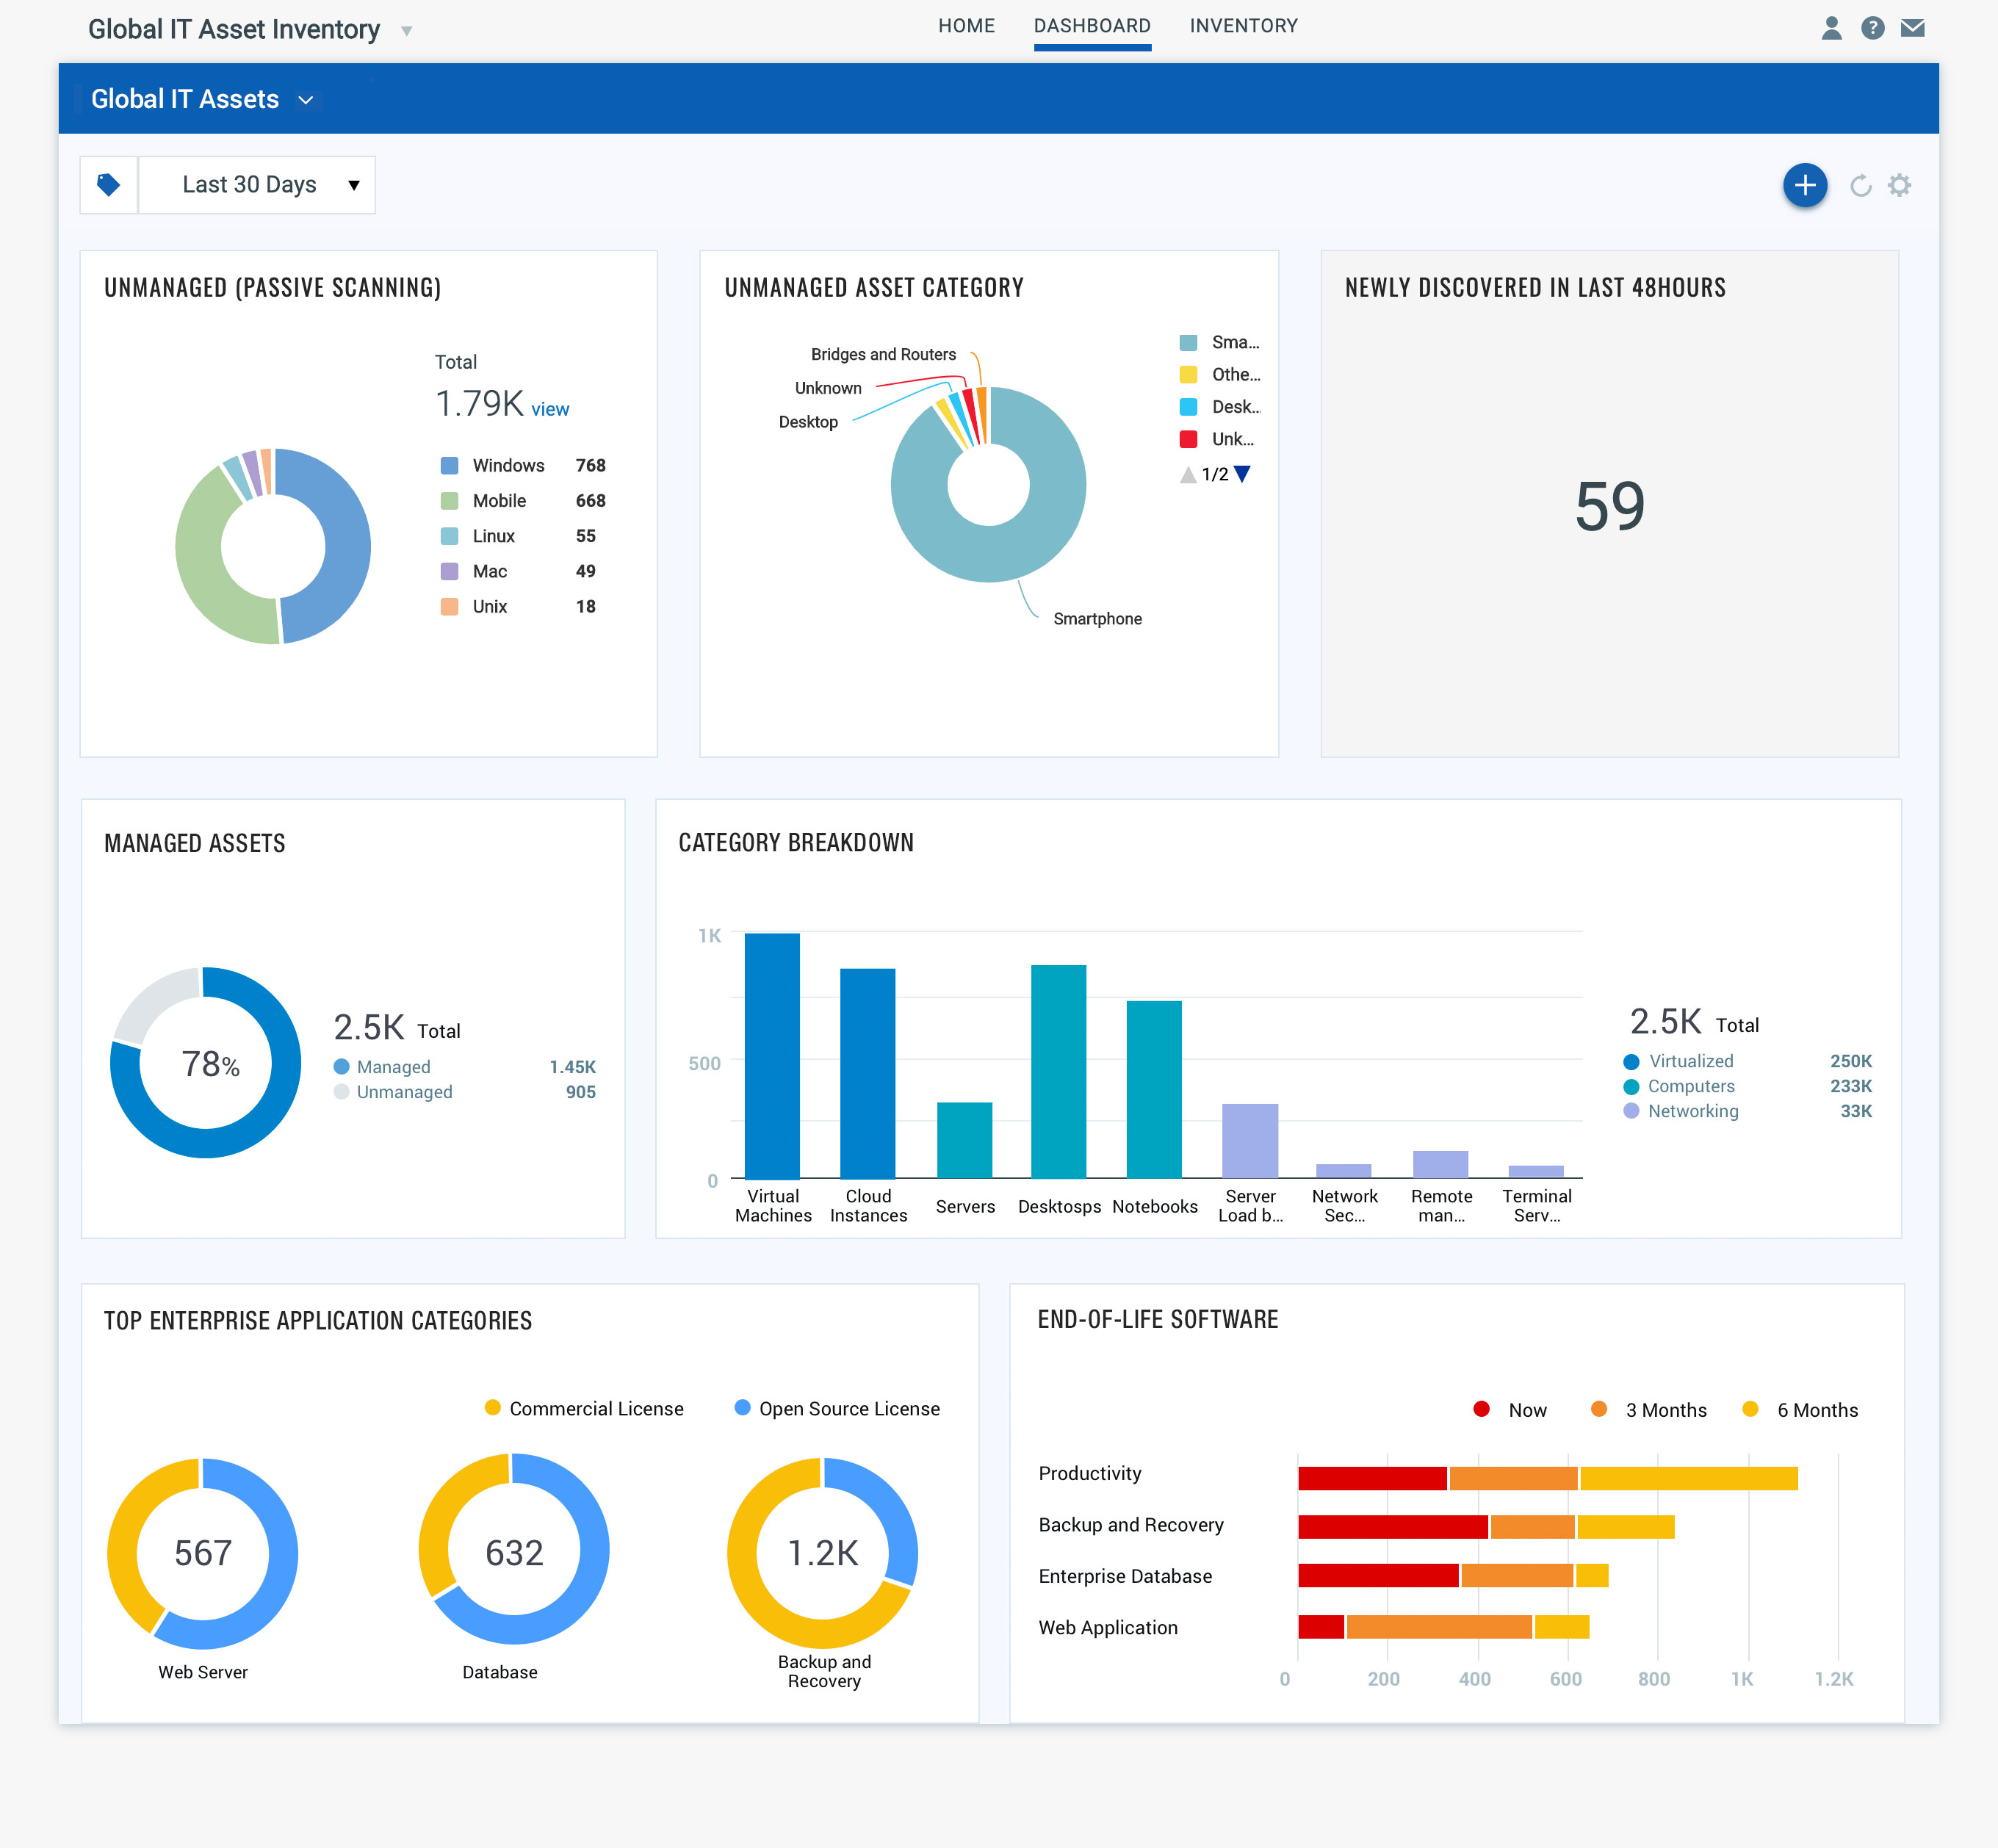 Global IT Asset Inventory
HOME DASHBOARD INVENTORY
?
Global IT Assets
Last 30 Days
UNMANAGED (PASSIVE SCANNING)
Total
1.79K view
Windows 768
Mobile 668
Linux 55
Mac 49
Unix 18
UNMANAGED ASSET CATEGORY
Bridges and Routers
Unknown
Desktop
Smartphone
Sma...
Othe...
Desk...
Unk...
1/2
NEWLY DISCOVERED IN LAST 48HOURS
59
MANAGED ASSETS
78%
2.5K Total
Managed 1.45K
Unmanaged 905
CATEGORY BREAKDOWN
1K
500
0
Virtual
Machines
Cloud
Instances
Servers
Desktosps
Notebooks
Server
Load b...
Network
Sec...
Remote
man...
Terminal
Serv...
2.5K Total
Virtualized 250K
Computers 233K
Networking 33K
TOP ENTERPRISE APPLICATION CATEGORIES
Commercial License Open Source License
567
Web Server
632
Database
1.2K
Backup and
Recovery
END-OF-LIFE SOFTWARE
Now 3 Months 6 Months
Productivity
Backup and Recovery
Enterprise Database
Web Application
0 200 400 600 800 1K 1.2K